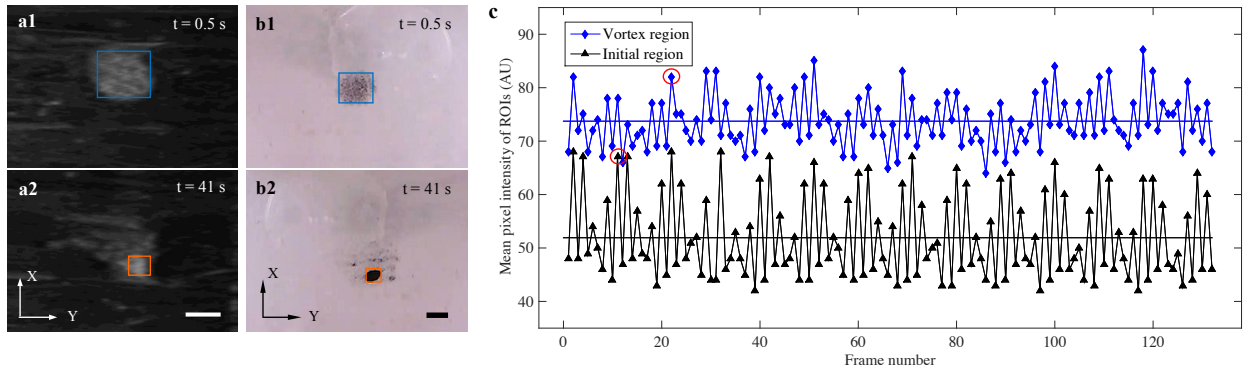 a1
t = 0.5 s
b1
t = 0.5 s
a2
t = 41 s
X
Y
b2
t = 41 s
X
Y
c
Vortex region
Initial region
Mean pixel intensity of ROIs (AU)
90
80
70
60
50
40
0
20
40
60
80
100
120
Frame number